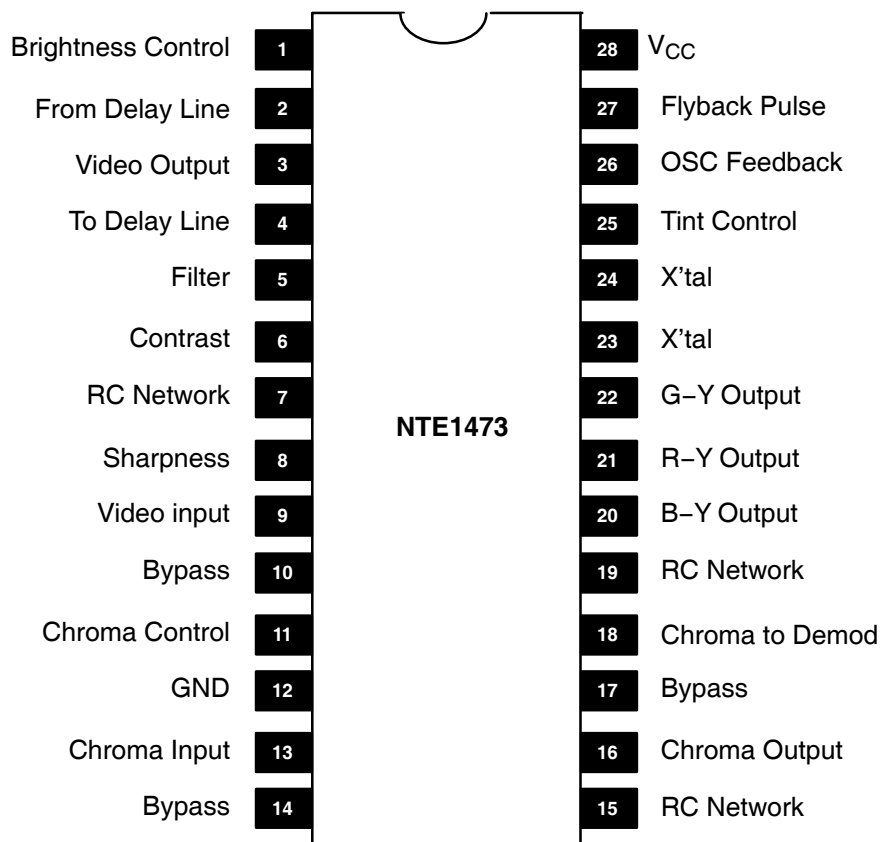 Brightness Control 1 28 VCC
From Delay Line 2 27 Flyback Pulse
Video Output 3 26 OSC Feedback
To Delay Line 4 25 Tint Control
Filter 5 24 X’tal
Contrast 6 23 X’tal
RC Network 7 22 G−Y Output
NTE1473
Sharpness 8 21 R−Y Output
Video input 9 20 B−Y Output
Bypass 10 19 RC Network
Chroma Control 11 18 Chroma to Demod
GND 12 17 Bypass
Chroma Input 13 16 Chroma Output
Bypass 14 15 RC Network